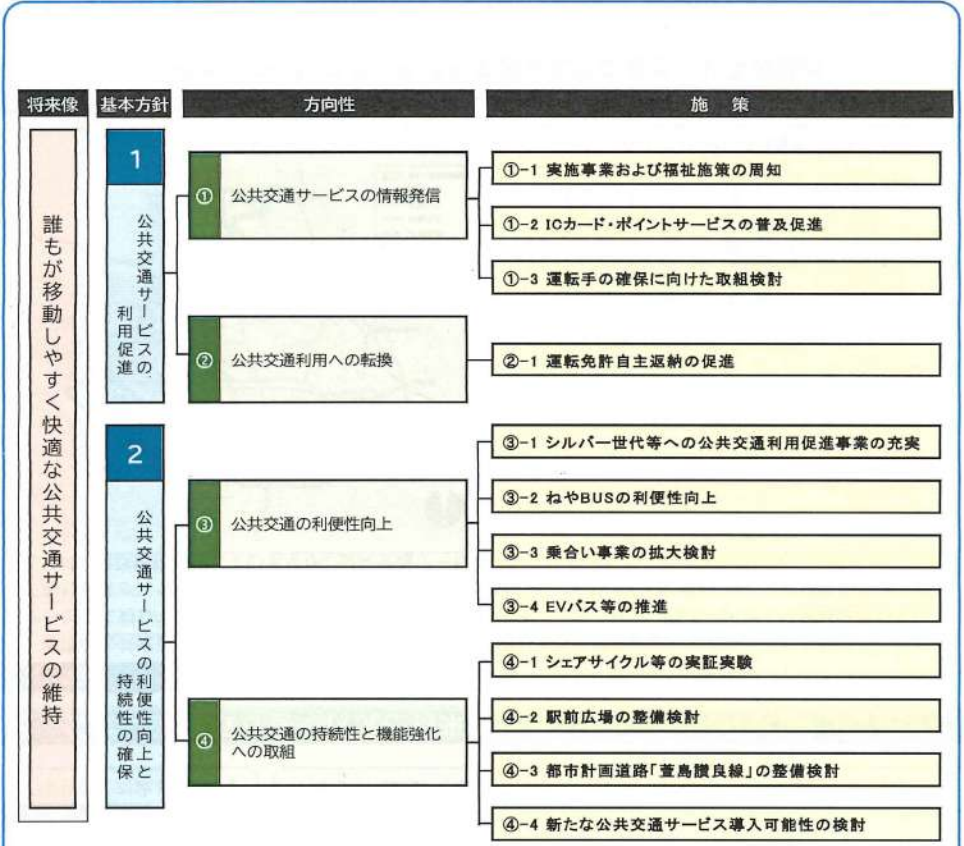 将来像 基本方針 方向性 施 策
誰もが移動しやすく快適な公共交通サービスの維持
1
公共交通サービスの
利用促進
① 公共交通サービスの情報発信
①-1 実施事業および福祉施策の周知
①-2 ICカード・ポイントサービスの普及促進
①-3 運転手の確保に向けた取組検討
② 公共交通利用への転換
②-1 運転免許自主返納の促進
2
公共交通サービスの利便性向上と
持続性の確保
③ 公共交通の利便性向上
③-1 シルバー世代等への公共交通利用促進事業の充実
③-2 ねやBUSの利便性向上
③-3 乗合い事業の拡大検討
③-4 EVバス等の推進
④ 公共交通の持続性と機能強化
への取組
④-1 シェアサイクル等の実証実験
④-2 駅前広場の整備検討
④-3 都市計画道路「萱島讃良線」の整備検討
④-4 新たな公共交通サービス導入可能性の検討